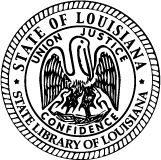 ★ STATE OF LOUISIANA ★
STATE LIBRARY OF LOUISIANA
UNION JUSTICE
CONFIDENCE